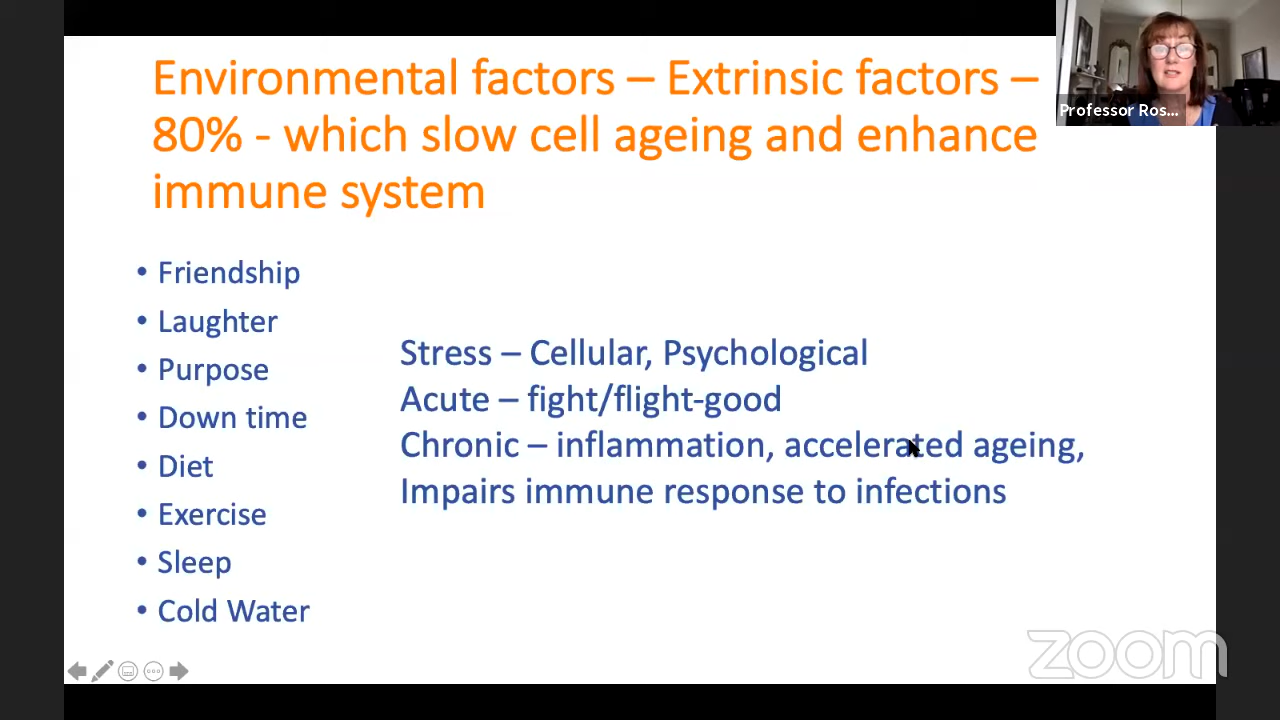 Environmental factors – Extrinsic factors –
80% - which slow cell ageing and enhance
immune system
Professor Ros...
• Friendship
• Laughter
• Purpose
• Down time
• Diet
• Exercise
• Sleep
• Cold Water
Stress – Cellular, Psychological
Acute – fight/flight-good
Chronic – inflammation, accelerated ageing,
Impairs immune response to infections
zoom